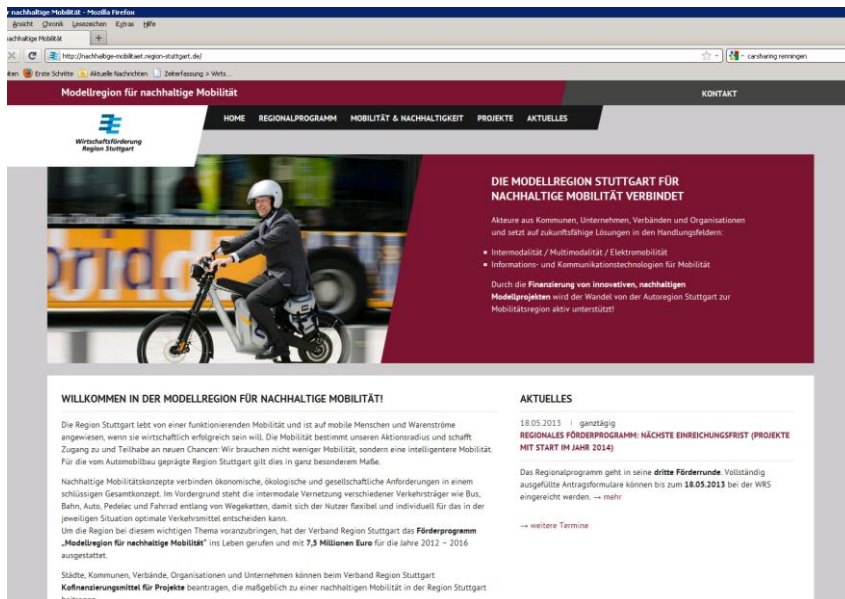 r nachhaltige Mobilität - Mozilla Firefox
Ansicht Chronik Lesezeichen Extras Hilfe
nachhaltige Mobilität
http://nachhaltige-mobilitaet.region-stuttgart.de/
carsharing renningen
Erste Schritte Aktuelle Nachrichten Zeiterfassung > Wirts...
Modellregion für nachhaltige Mobilität
KONTAKT
HOME REGIONALPROGRAMM MOBILITÄT & NACHHALTIGKEIT PROJEKTE AKTUELLES
Wirtschaftsförderung
Region Stuttgart
DIE MODELLREGION STUTTGART FÜR
NACHHALTIGE MOBILITÄT VERBINDET
Akteure aus Kommunen, Unternehmen, Verbänden und Organisationen
und setzt auf zukunftsfähige Lösungen in den Handlungsfeldern:
Intermodalität / Multimodalität / Elektromobilität
Informations- und Kommunikationstechnologien für Mobilität
Durch die Finanzierung von innovativen, nachhaltigen
Modellprojekten wird der Wandel von der Autoregion Stuttgart zur
Mobilitätsregion aktiv unterstützt!
WILLKOMMEN IN DER MODELLREGION FÜR NACHHALTIGE MOBILITÄT!
Die Region Stuttgart lebt von einer funktionierenden Mobilität und ist auf mobile Menschen und Warenströme
angewiesen, wenn sie wirtschaftlich erfolgreich sein will. Die Mobilität bestimmt unseren Aktionsradius und schafft
Zugang zu und Teilhabe an neuen Chancen: Wir brauchen nicht weniger Mobilität, sondern eine intelligentere Mobilität.
Für die vom Automobilbau geprägte Region Stuttgart gilt dies in ganz besonderem Maße.
Nachhaltige Mobilitätskonzepte verbinden ökonomische, ökologische und gesellschaftliche Anforderungen in einem
schlüssigen Gesamtkonzept. Im Vordergrund steht die intermodale Vernetzung verschiedener Verkehrsträger wie Bus,
Bahn, Auto, Pedelec und Fahrrad entlang von Wegeketten, damit sich der Nutzer flexibel und individuell für das in der
jeweiligen Situation optimale Verkehrsmittel entscheiden kann.
Um die Region bei diesem wichtigen Thema voranzubringen, hat der Verband Region Stuttgart das Förderprogramm
„Modellregion für nachhaltige Mobilität" ins Leben gerufen und mit 7,5 Millionen Euro für die Jahre 2012 – 2016
ausgestattet.
Städte, Kommunen, Verbände, Organisationen und Unternehmen können beim Verband Region Stuttgart
Kofinanzierungsmittel für Projekte beantragen, die maßgeblich zu einer nachhaltigen Mobilität in der Region Stuttgart
AKTUELLES
18.05.2013 | ganztägig
REGIONALES FÖRDERPROGRAMM: NÄCHSTE EINREICHUNGSFRIST (PROJEKTE
MIT START IM JAHR 2014)
Das Regionalprogramm geht in seine dritte Förderrunde. Vollständig
ausgefüllte Antragsformulare können bis zum 18.05.2013 bei der WRS
eingereicht werden. → mehr
→ weitere Termine